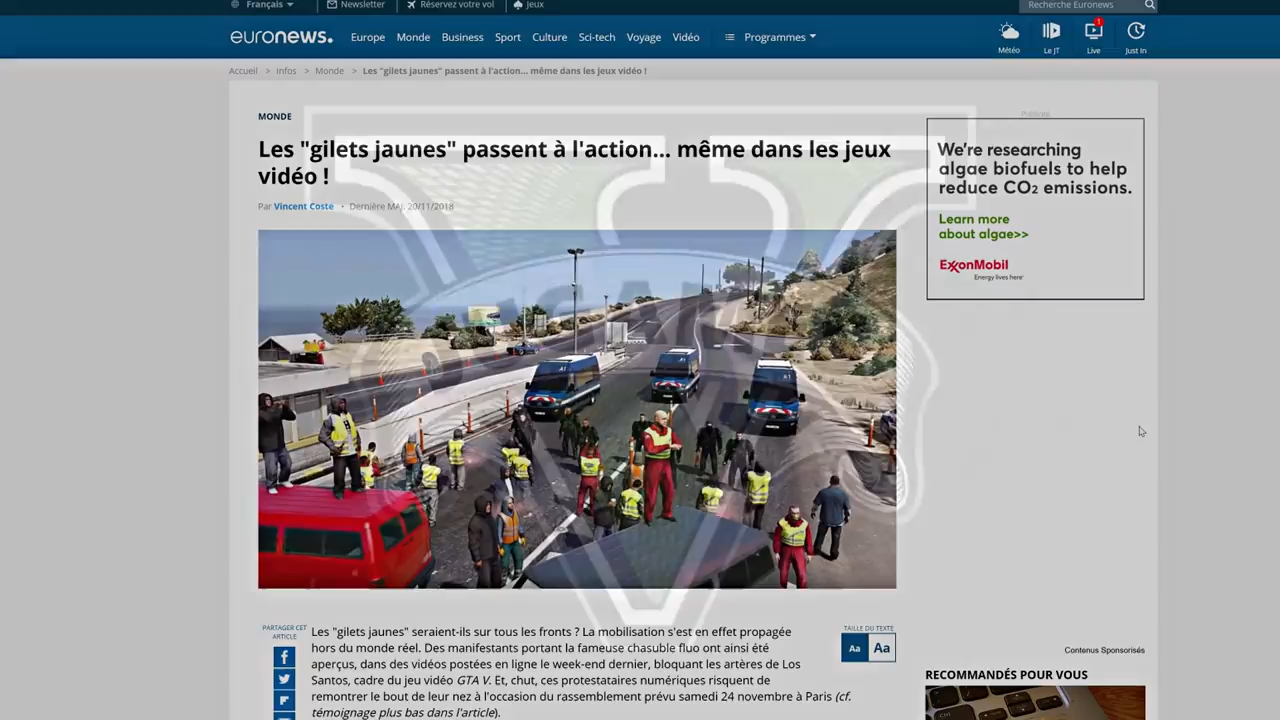 Français
Newsletter
Réservez votre vol
Jeux
Recherche Euronews
euronews.
Europe
Monde
Business
Sport
Culture
Sci-tech
Voyage
Vidéo
Programmes
1
Météo
Le JT
Live
Just In
Accueil > Infos > Monde > Les "gilets jaunes" passent à l'action... même dans les jeux vidéo !
MONDE
Les "gilets jaunes" passent à l'action... même dans les jeux
vidéo !
Par Vincent Coste • Dernière MAJ: 20/11/2018
Publicité
We're researching
algae biofuels to help
reduce CO₂ emissions.
Learn more
about algae>>
ExxonMobil
Energy lives here
A1
A1
A1
PARTAGER CET
ARTICLE
Les "gilets jaunes" seraient-ils sur tous les fronts ? La mobilisation s'est en effet propagée
hors du monde réel. Des manifestants portant la fameuse chasuble fluo ont ainsi été
aperçus, dans des vidéos postées en ligne le week-end dernier, bloquant les artères de Los
Santos, cadre du jeu vidéo GTA V. Et, chut, ces protestataires numériques risquent de
remontrer le bout de leur nez à l'occasion du rassemblement prévu samedi 24 novembre à Paris (cf.
témoignage plus bas dans l'article).
TAILLE DU TEXTE
Aa
Aa
Contenus Sponsorisés
RECOMMANDÉS POUR VOUS